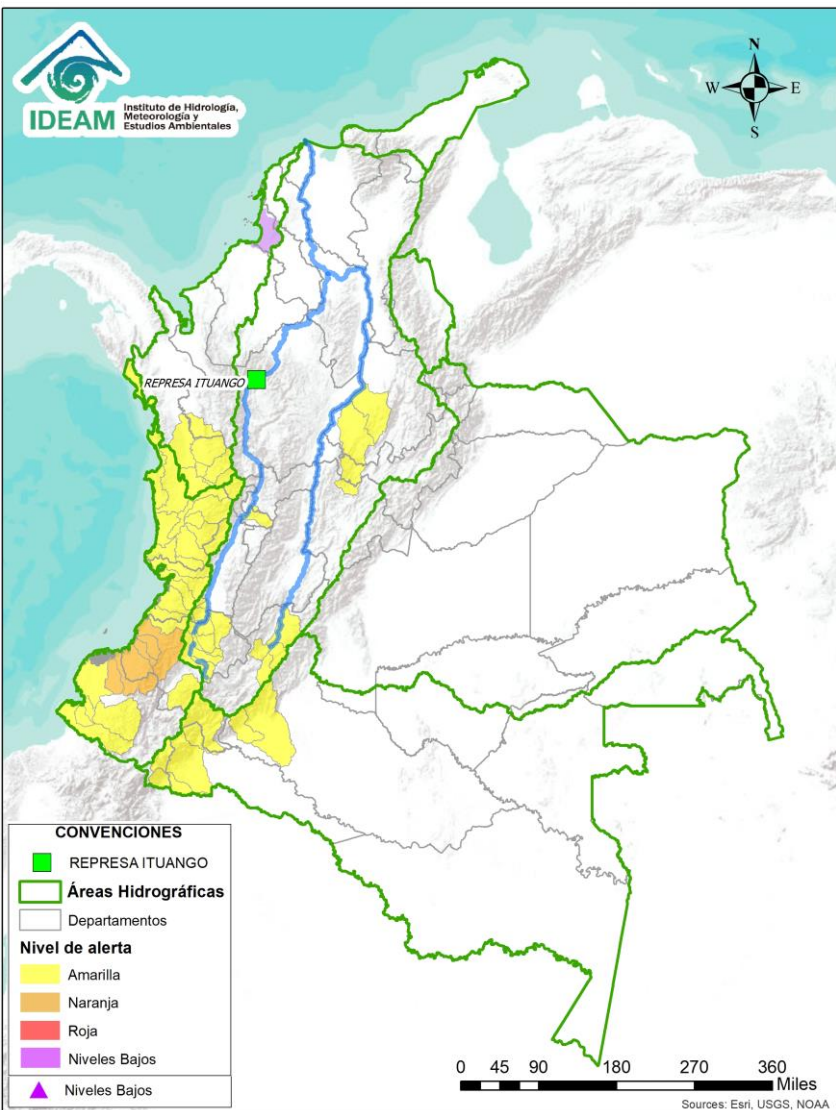 IDEAM
Instituto de Hidrología,
Meteorología y
Estudios Ambientales
N
W
E
S
REPRESA ITUANGO
CONVENCIONES
REPRESA ITUANGO
Áreas Hidrográficas
Departamentos
Nivel de alerta
Amarilla
Naranja
Roja
Niveles Bajos
Niveles Bajos
0 45 90 180 270 360
Miles
Sources: Esri, USGS, NOAA